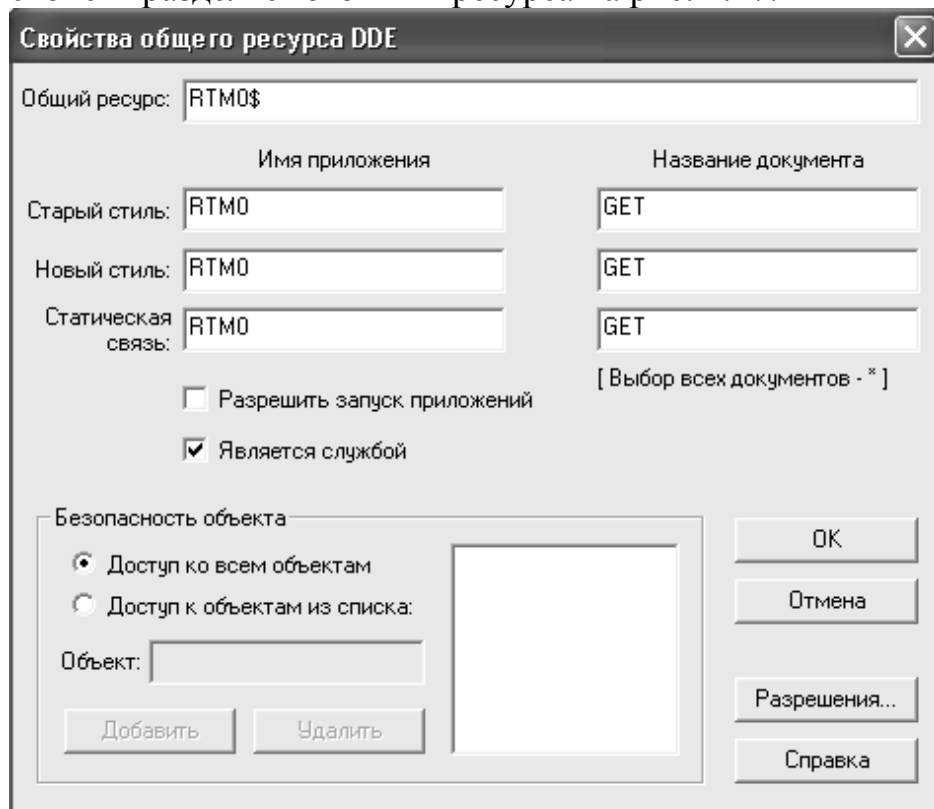 Свойства общего ресурса DDE
Общий ресурс: RTM0$
Имя приложения Название документа
Старый стиль: RTM0 GET
Новый стиль: RTM0 GET
Статическая связь: RTM0 GET
[ Выбор всех документов - * ]
Разрешить запуск приложений
Является службой
Безопасность объекта
Доступ ко всем объектам
Доступ к объектам из списка:
Объект:
Добавить Удалить
OK
Отмена
Разрешения...
Справка